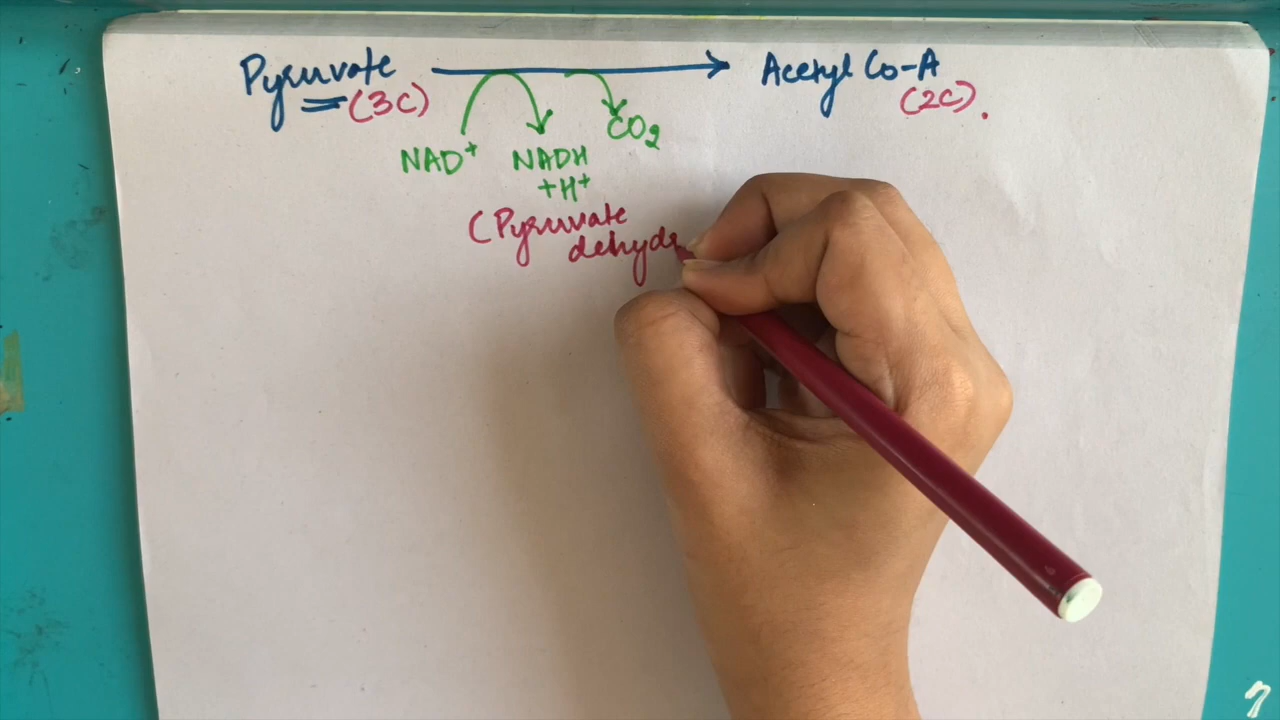 Pyruvate Acetyl Co-A
(3C) (2C).
CO2
NAD+ NADH
+H+
(Pyruvate
dehyd